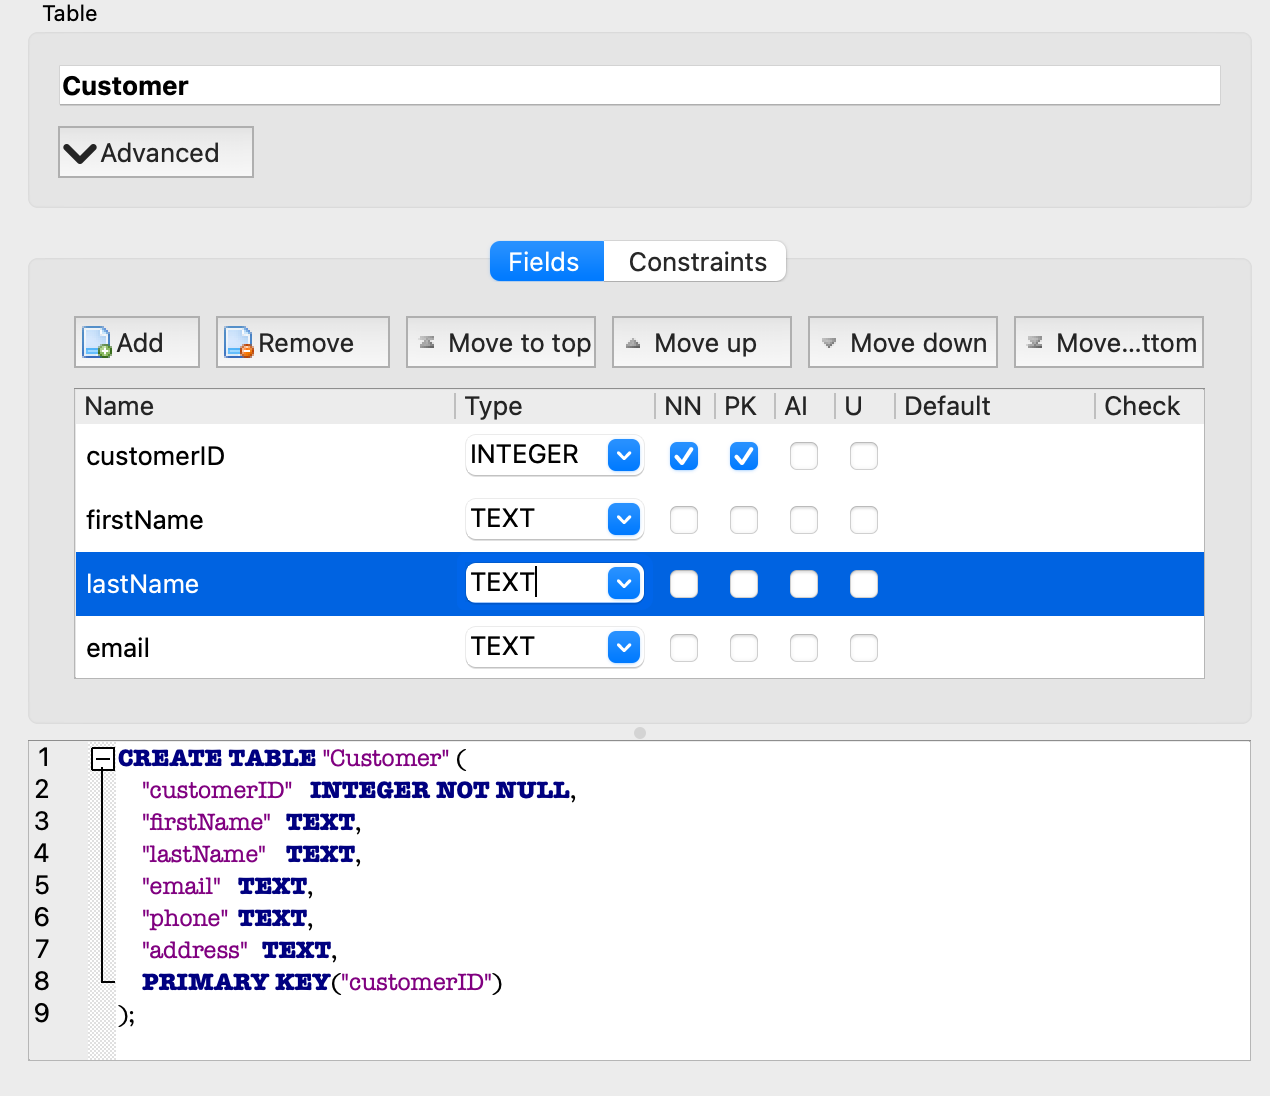 Table
Customer
Advanced
Fields Constraints
Add Remove Move to top Move up Move down Move...ttom
Name Type NN PK AI U Default Check
customerID INTEGER
firstName TEXT
lastName TEXT
email TEXT
1 CREATE TABLE "Customer" (
2 "customerID" INTEGER NOT NULL,
3 "firstName" TEXT,
4 "lastName" TEXT,
5 "email" TEXT,
6 "phone" TEXT,
7 "address" TEXT,
8 PRIMARY KEY("customerID")
9 );